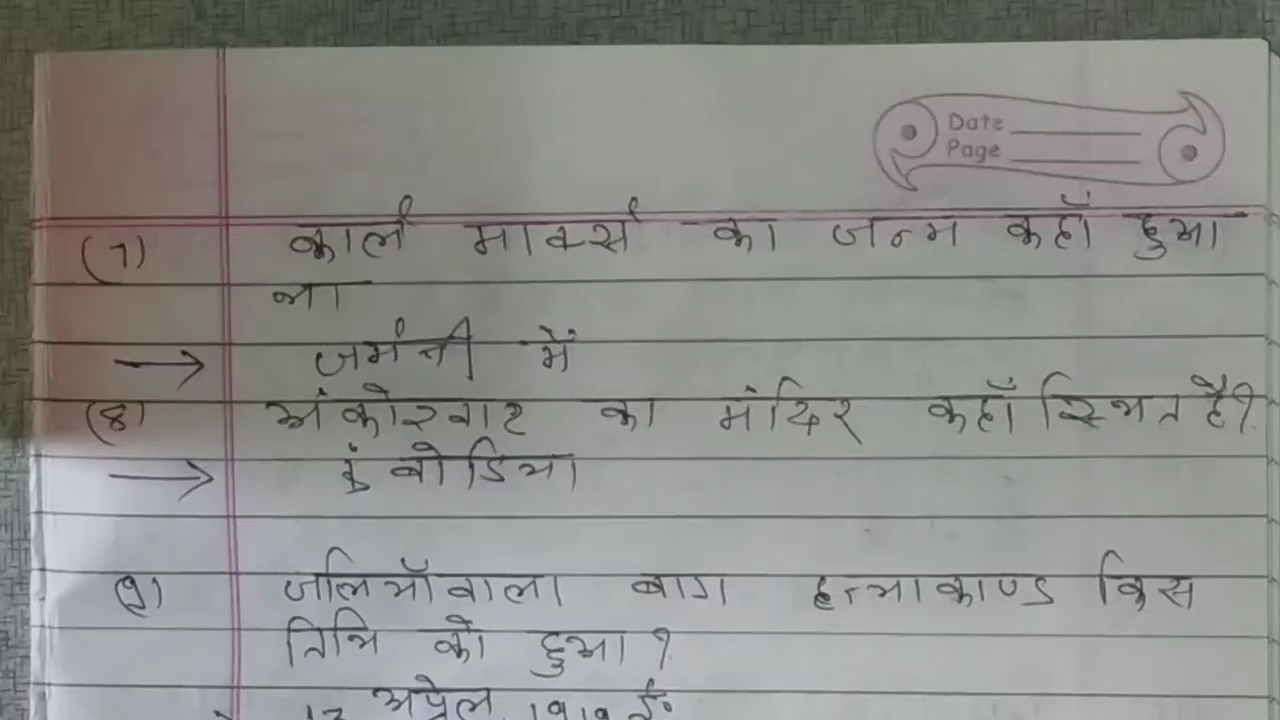 Date
Page
(7) कार्ल मार्क्स का जन्म कहाँ हुआ
था
→ जर्मनी में
(8) अंकोरवाट का मंदिर कहाँ स्थित है?
→ कंबोडिया
9) जलियाँवाला बाग हत्याकाण्ड किस
तिथि को हुआ?
13 अप्रैल 1919 ई॰